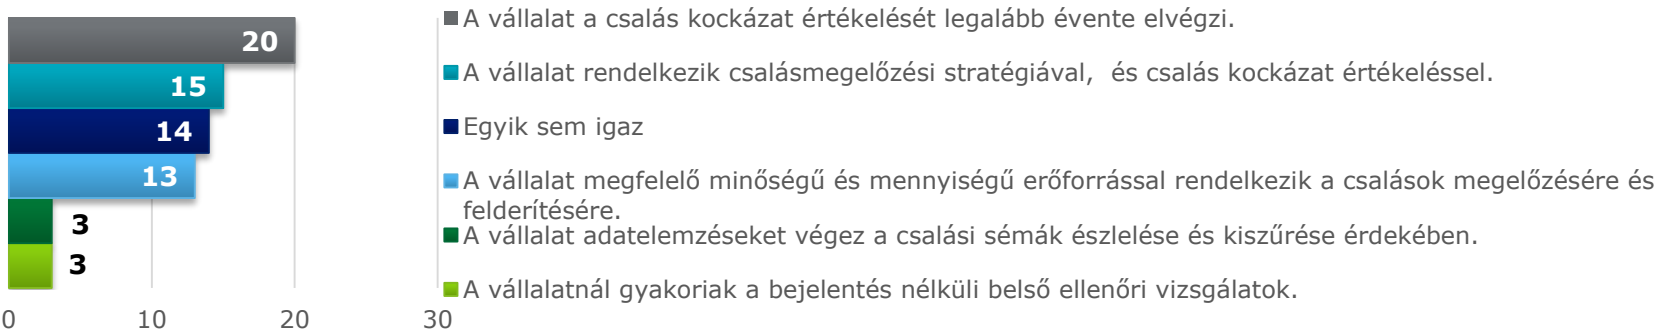 20
15
14
13
3
3
0 10 20 30
A vállalat a csalás kockázat értékelését legalább évente elvégzi.
A vállalat rendelkezik csalásmegelőzési stratégiával, és csalás kockázat értékeléssel.
Egyik sem igaz
A vállalat megfelelő minőségű és mennyiségű erőforrással rendelkezik a csalások megelőzésére és
felderítésére.
A vállalat adatelemzéseket végez a csalási sémák észlelése és kiszűrése érdekében.
A vállalatnál gyakoriak a bejelentés nélküli belső ellenőri vizsgálatok.